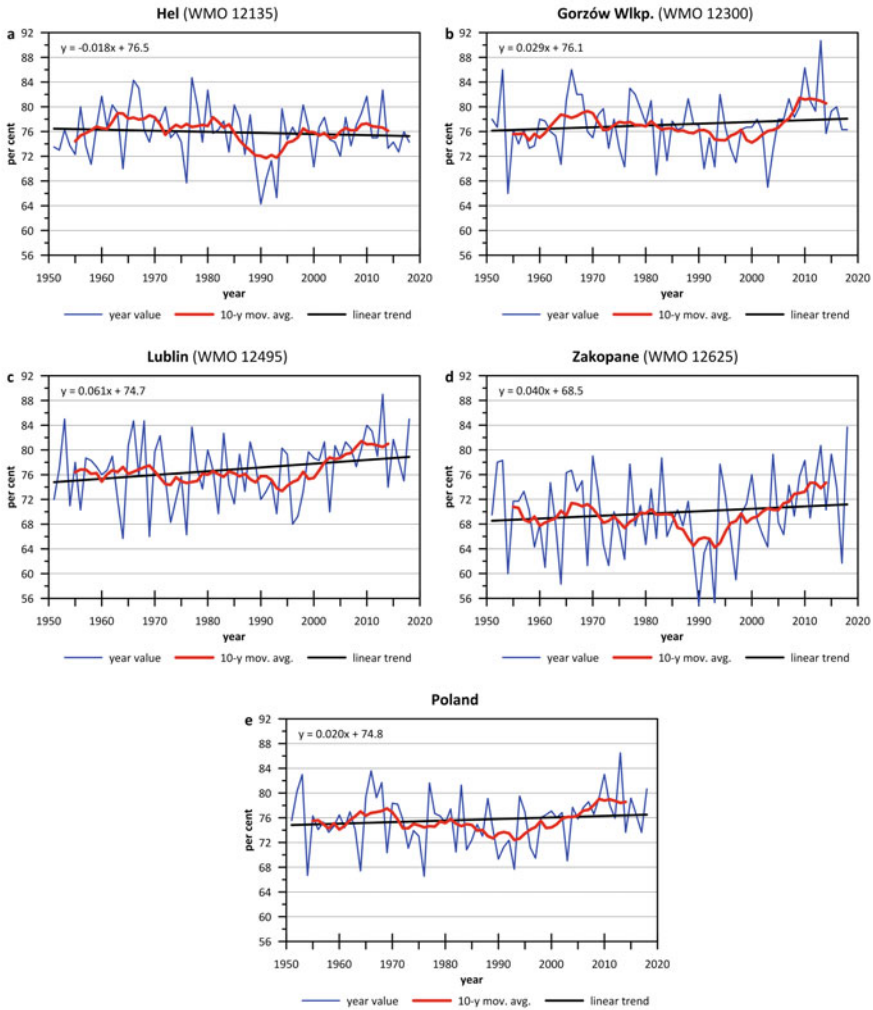 Hel (WMO 12135)
a
y = -0.018x + 76.5
per cent
92
88
84
80
76
72
68
64
60
56
1950 1960 1970 1980 1990 2000 2010 2020
year
year value 10-y mov. avg. linear trend
Gorzów Wlkp. (WMO 12300)
b
y = 0.029x + 76.1
per cent
92
88
84
80
76
72
68
64
60
56
1950 1960 1970 1980 1990 2000 2010 2020
year
year value 10-y mov. avg. linear trend
Lublin (WMO 12495)
c
y = 0.061x + 74.7
per cent
92
88
84
80
76
72
68
64
60
56
1950 1960 1970 1980 1990 2000 2010 2020
year
year value 10-y mov. avg. linear trend
Zakopane (WMO 12625)
d
y = 0.040x + 68.5
per cent
92
88
84
80
76
72
68
64
60
56
1950 1960 1970 1980 1990 2000 2010 2020
year
year value 10-y mov. avg. linear trend
Poland
e
y = 0.020x + 74.8
per cent
92
88
84
80
76
72
68
64
60
56
1950 1960 1970 1980 1990 2000 2010 2020
year
year value 10-y mov. avg. linear trend